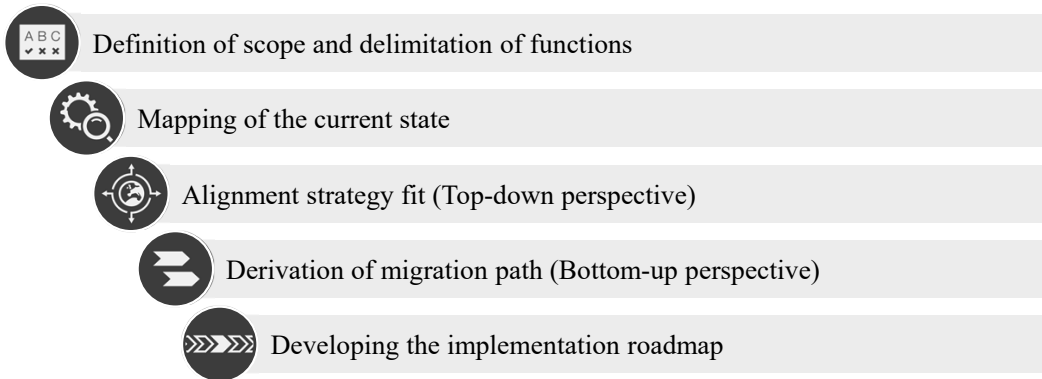 A B C
Definition of scope and delimitation of functions
Mapping of the current state
Alignment strategy fit (Top-down perspective)
Derivation of migration path (Bottom-up perspective)
Developing the implementation roadmap